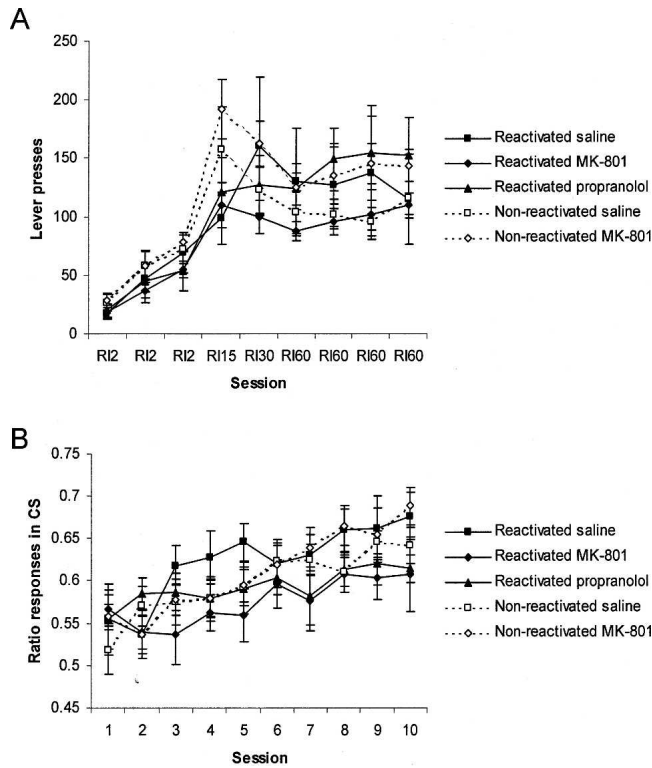 A
250
200
150
100
50
0
Lever presses
RI2 RI2 RI2 RI15 RI30 RI60 RI60 RI60 RI60
Session
Reactivated saline
Reactivated MK-801
Reactivated propranolol
Non-reactivated saline
Non-reactivated MK-801
B
0.75
0.7
0.65
0.6
0.55
0.5
0.45
Ratio responses in CS
1 2 3 4 5 6 7 8 9 10
Session
Reactivated saline
Reactivated MK-801
Reactivated propranolol
Non-reactivated saline
Non-reactivated MK-801